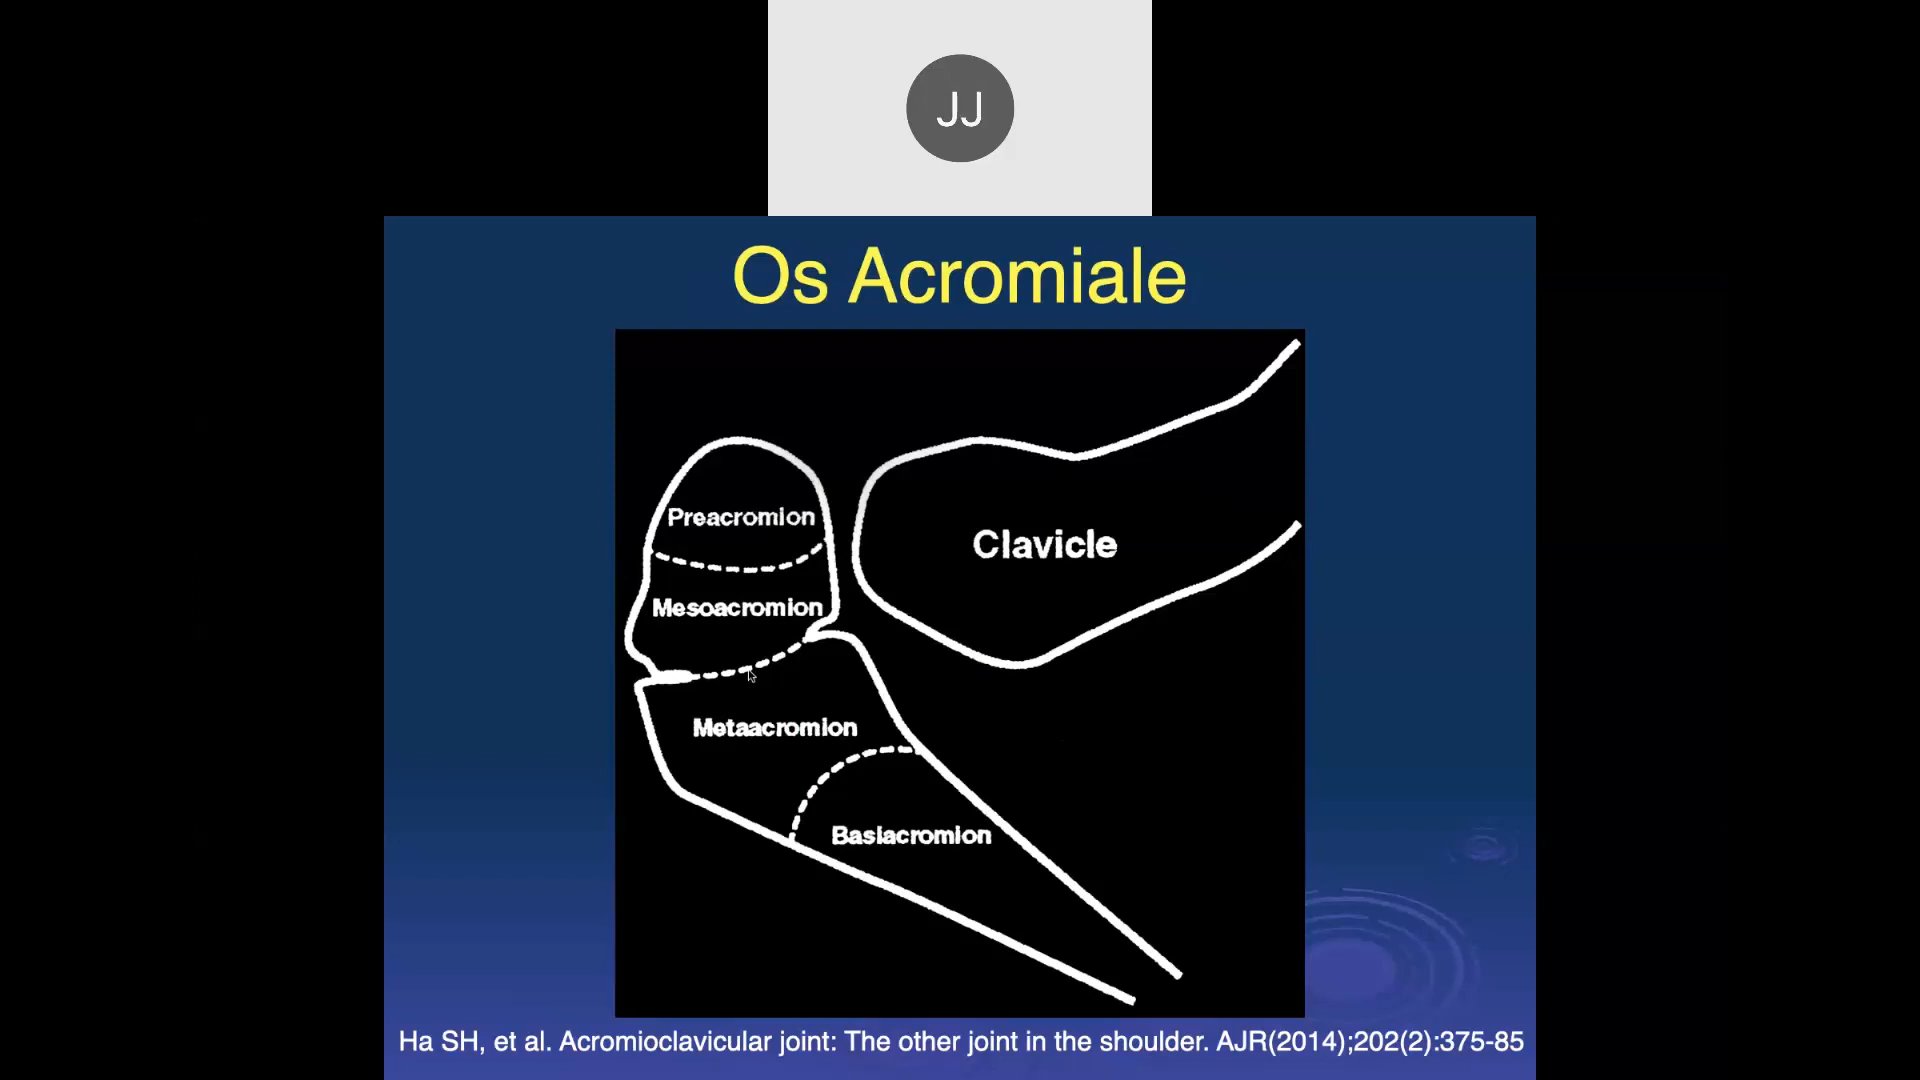 JJ
Os Acromiale
Preacromion
Clavicle
Mesoacromion
Metaacromion
Basiacromion
Ha SH, et al. Acromioclavicular joint: The other joint in the shoulder. AJR(2014);202(2):375-85